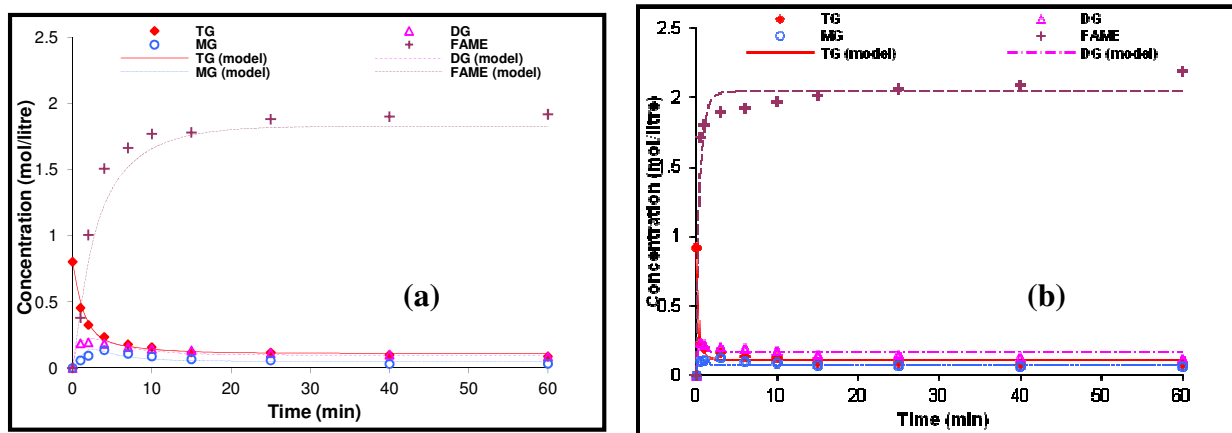 TG DG
MG FAME
TG (model) DG (model)
MG (model) FAME (model)
2.5
2
1.5
1
0.5
0
Concentration (mol/litre)
(a)
0 10 20 30 40 50 60
Time (min)
TG DG
MG FAME
TG (model) DG (model)
2.5
2
1.5
1
0.5
0
Concentration (mol/litre)
(b)
0 10 20 30 40 50 60
Time (min)